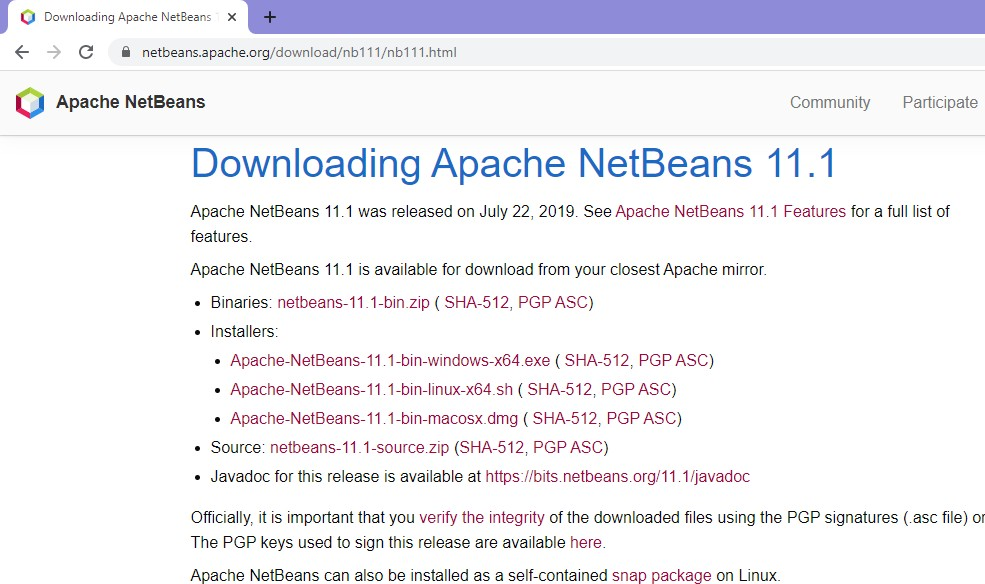 Downloading Apache NetBeans
netbeans.apache.org/download/nb111/nb111.html
Apache NetBeans
Community
Participate
Downloading Apache NetBeans 11.1
Apache NetBeans 11.1 was released on July 22, 2019. See Apache NetBeans 11.1 Features for a full list of
features.
Apache NetBeans 11.1 is available for download from your closest Apache mirror.
• Binaries: netbeans-11.1-bin.zip ( SHA-512, PGP ASC)
• Installers:
• Apache-NetBeans-11.1-bin-windows-x64.exe ( SHA-512, PGP ASC)
• Apache-NetBeans-11.1-bin-linux-x64.sh ( SHA-512, PGP ASC)
• Apache-NetBeans-11.1-bin-macosx.dmg ( SHA-512, PGP ASC)
• Source: netbeans-11.1-source.zip (SHA-512, PGP ASC)
• Javadoc for this release is available at https://bits.netbeans.org/11.1/javadoc
Officially, it is important that you verify the integrity of the downloaded files using the PGP signatures (.asc file) or
The PGP keys used to sign this release are available here.
Apache NetBeans can also be installed as a self-contained snap package on Linux.